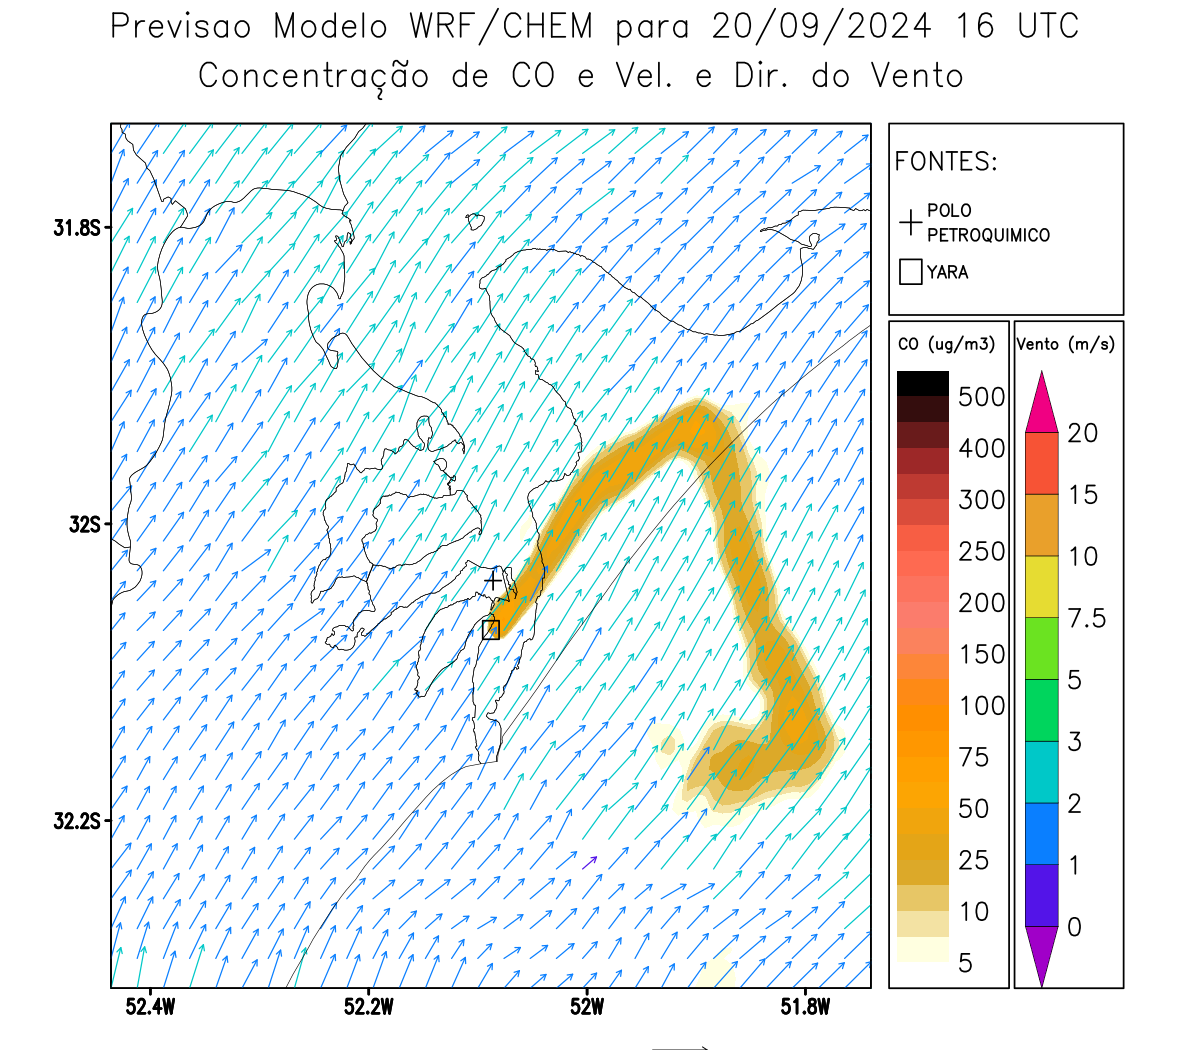 Previsao Modelo WRF/CHEM para 20/09/2024 16 UTC
Concentração de CO e Vel. e Dir. do Vento
FONTES:
POLO
PETROQUIMICO
YARA
31.8S
32S
32.2S
52.4W
52.2W
52W
51.8W
CO (ug/m3)
500
400
300
250
200
150
100
75
50
25
10
5
Vento (m/s)
20
15
10
7.5
5
3
2
1
0